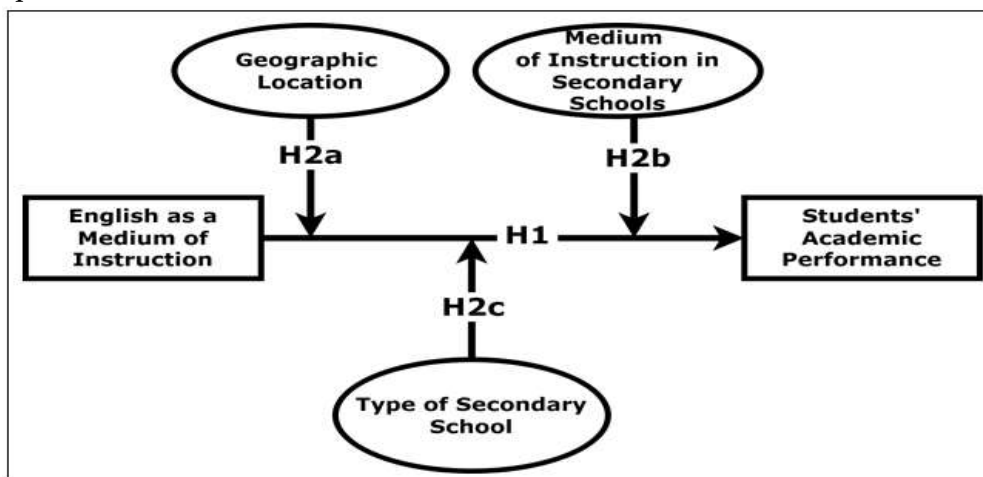 Geographic
Location
Medium
of Instruction in
Secondary
Schools
H2a
H2b
English as a
Medium of
Instruction
H1
Students'
Academic
Performance
H2c
Type of Secondary
School